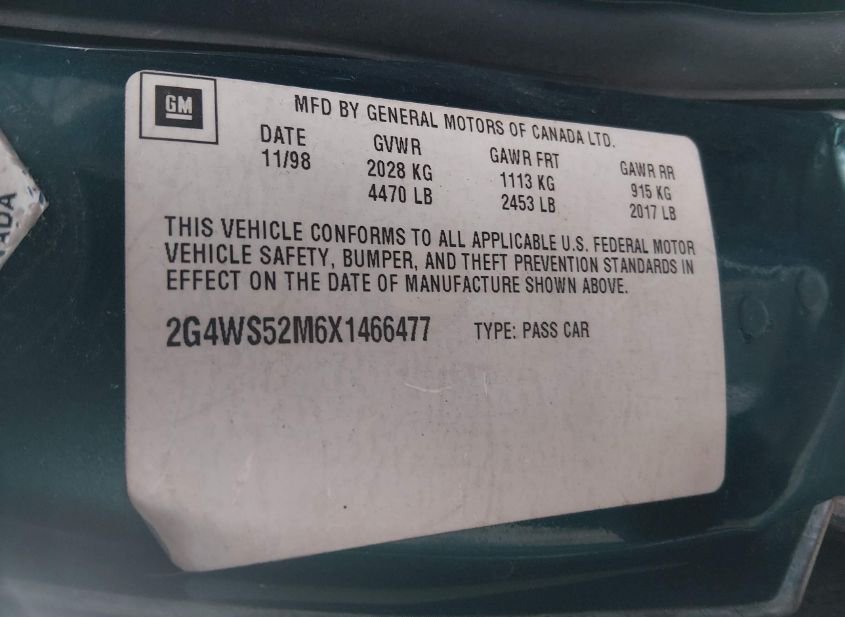 GM
MFD BY GENERAL MOTORS OF CANADA LTD.
DATE GVWR GAWR FRT GAWR RR
11/98 2028 KG 1113 KG 915 KG
4470 LB 2453 LB 2017 LB
THIS VEHICLE CONFORMS TO ALL APPLICABLE U.S. FEDERAL MOTOR
VEHICLE SAFETY, BUMPER, AND THEFT PREVENTION STANDARDS IN
EFFECT ON THE DATE OF MANUFACTURE SHOWN ABOVE.
2G4WS52M6X1466477 TYPE: PASS CAR